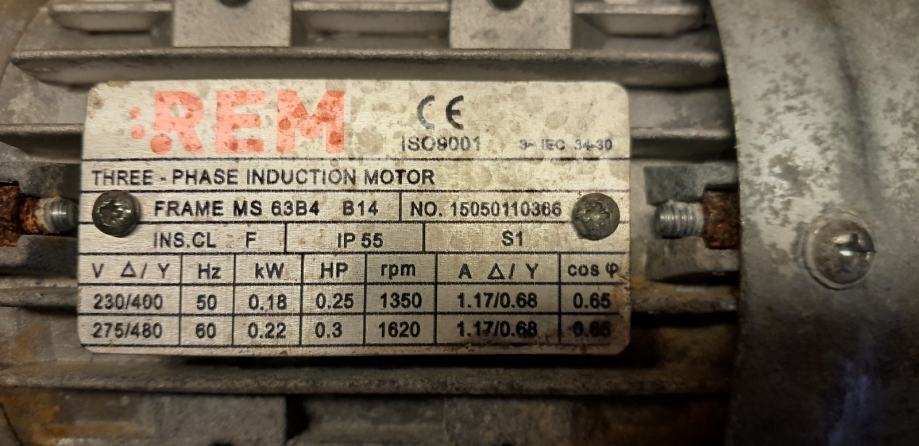 REM
CE
ISO9001 3~ IEC 34-30
THREE - PHASE INDUCTION MOTOR
FRAME MS 63B4 B14 NO. 15050110366
INS.CL F IP 55 S1
V Δ/Y Hz kW HP rpm A Δ/Y cos φ
230/400 50 0.18 0.25 1350 1.17/0.68 0.65
275/480 60 0.22 0.3 1620 1.17/0.68 0.65